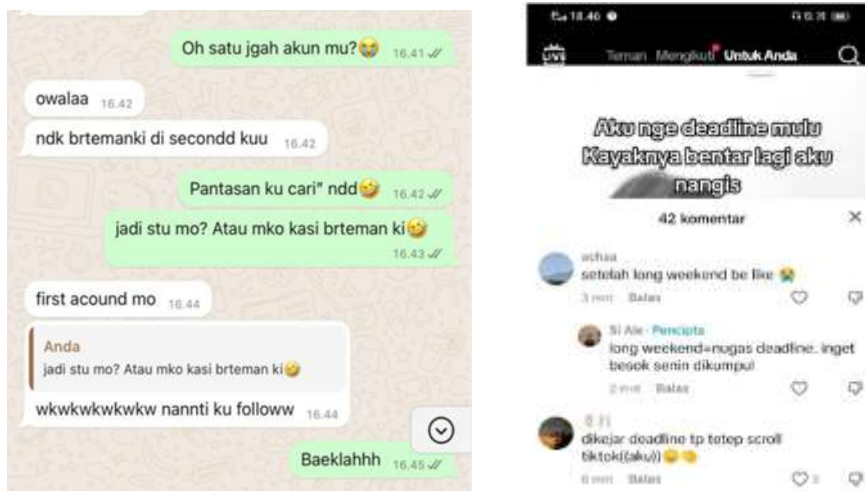 Oh satu jgah akun mu?😭 16.41
owalaa 16.42
ndk brtemanki di secondd kuu 16.42
Pantasan ku cari" ndd🤣 16.42
jadi stu mo? Atau mko kasi brteman ki🤣
16.43
first acound mo 16.44
Anda
jadi stu mo? Atau mko kasi brteman ki🤣
wkwkwkwkwkw nannti ku followw 16.44
Baeklahhh 16.45
18.40
LIVE Teman Mengikuti Untuk Anda
Aku nge deadline mulu
Kayaknya bentar lagi aku
nangis
42 komentar
achaa
setelah long weekend be like 😭
Balas
Si Ale · Pencipta
long weekend=nugas deadline. inget
besok senin dikumpul
Balas
dikejar deadline tp tetep scroll
tiktok((aku))
Balas